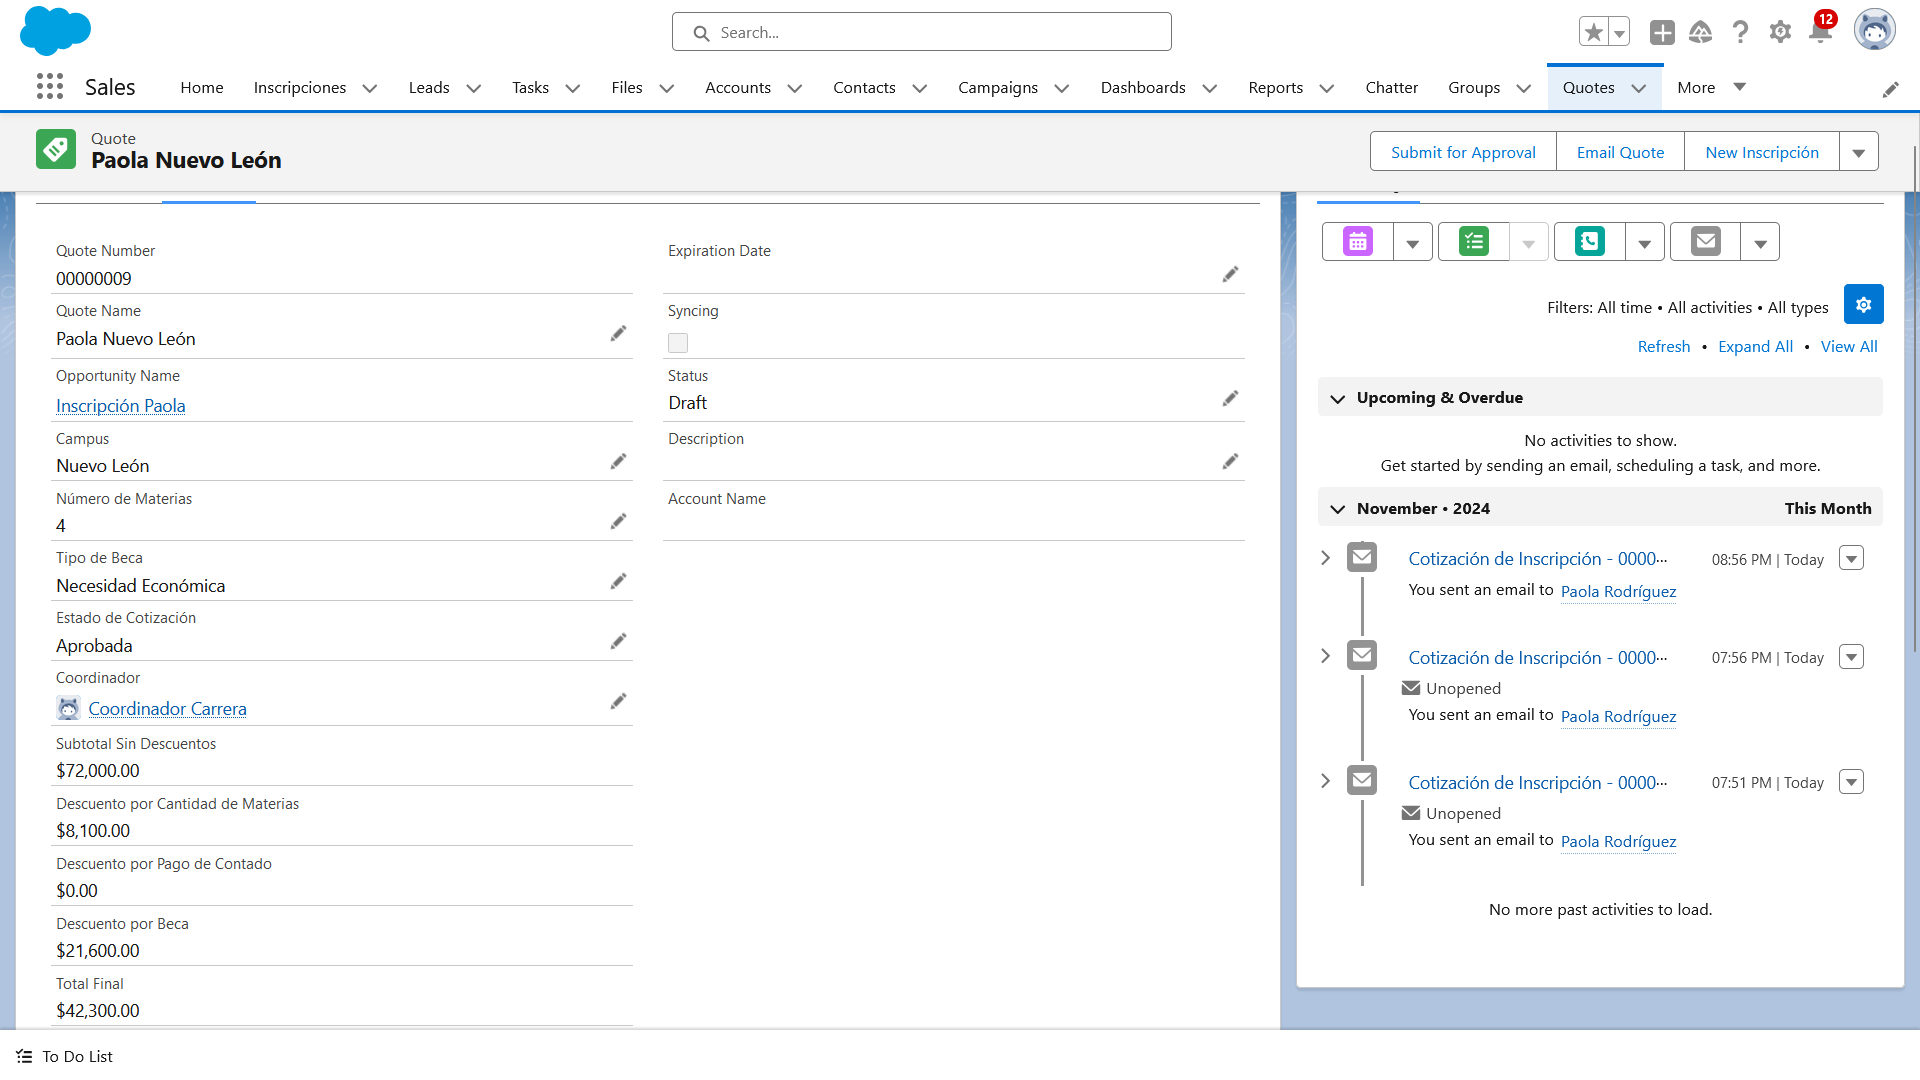 Search...
12
Sales
Home
Inscripciones
Leads
Tasks
Files
Accounts
Contacts
Campaigns
Dashboards
Reports
Chatter
Groups
Quotes
More
Quote
Paola Nuevo León
Submit for Approval
Email Quote
New Inscripción
Quote Number
00000009
Quote Name
Paola Nuevo León
Opportunity Name
Inscripción Paola
Campus
Nuevo León
Número de Materias
4
Tipo de Beca
Necesidad Económica
Estado de Cotización
Aprobada
Coordinador
Coordinador Carrera
Subtotal Sin Descuentos
$72,000.00
Descuento por Cantidad de Materias
$8,100.00
Descuento por Pago de Contado
$0.00
Descuento por Beca
$21,600.00
Total Final
$42,300.00
Expiration Date
Syncing
Status
Draft
Description
Account Name
Filters: All time • All activities • All types
Refresh • Expand All • View All
Upcoming & Overdue
No activities to show.
Get started by sending an email, scheduling a task, and more.
November • 2024 This Month
Cotización de Inscripción - 0000... 08:56 PM | Today
You sent an email to Paola Rodríguez
Cotización de Inscripción - 0000... 07:56 PM | Today
Unopened
You sent an email to Paola Rodríguez
Cotización de Inscripción - 0000... 07:51 PM | Today
Unopened
You sent an email to Paola Rodríguez
No more past activities to load.
To Do List